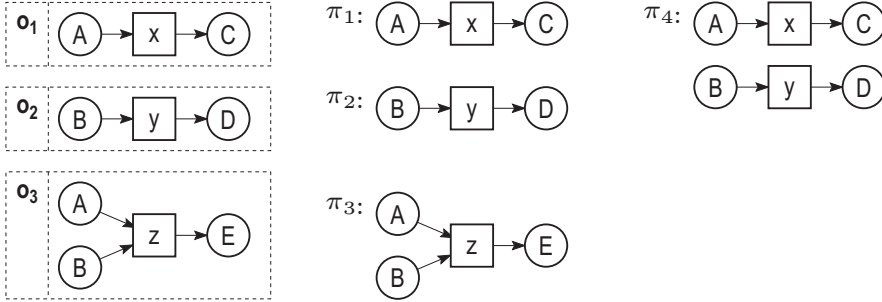 o1 A x C π1: A x C π4: A x C
B y D
o2 B y D π2: B y D
o3 A B z E π3: A B z E